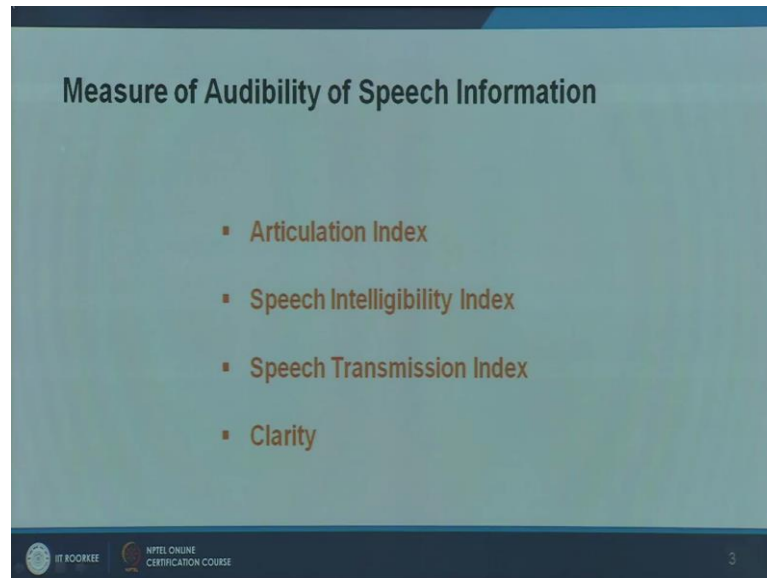 Measure of Audibility of Speech Information
▪ Articulation Index
▪ Speech Intelligibility Index
▪ Speech Transmission Index
▪ Clarity
IIT ROORKEE
NPTEL ONLINE
CERTIFICATION COURSE
3